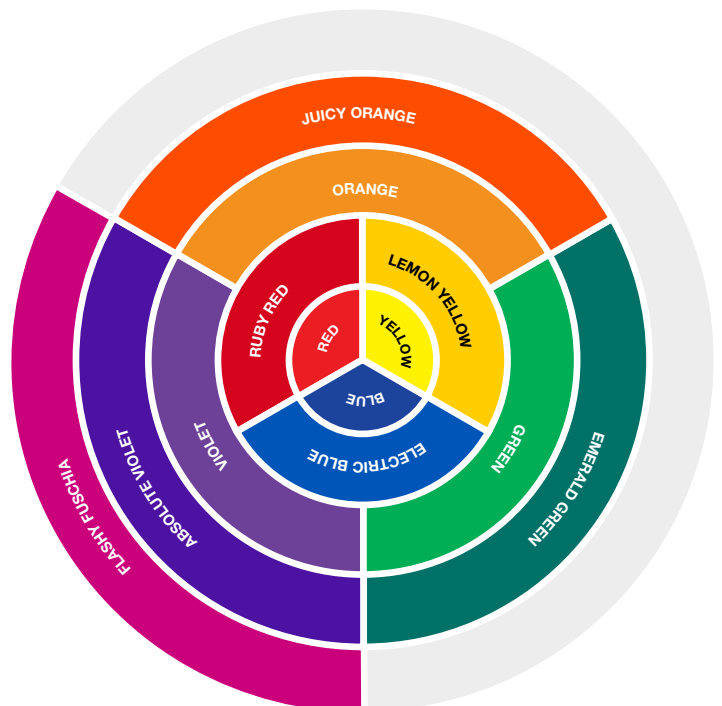 JUICY ORANGE
ORANGE
RUBY RED
LEMON YELLOW
RED
YELLOW
BLUE
ELECTRIC BLUE
VIOLET
GREEN
ABSOLUTE VIOLET
EMERALD GREEN
FLASHY FUSCHIA